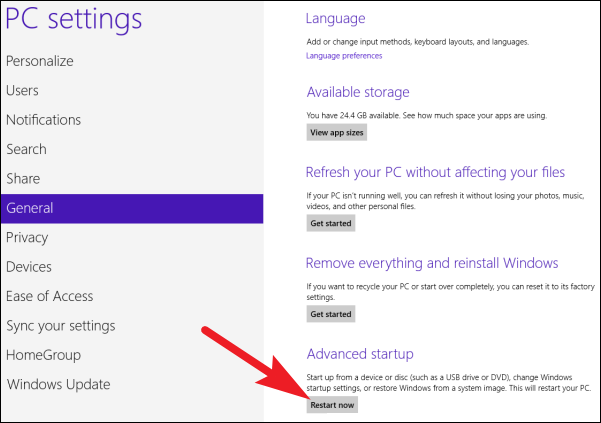 PC settings
Personalize
Users
Notifications
Search
Share
General
Privacy
Devices
Ease of Access
Sync your settings
HomeGroup
Windows Update
Language
Add or change input methods, keyboard layouts, and languages.
Language preferences
Available storage
You have 24.4 GB available. See how much space your apps are using.
View app sizes
Refresh your PC without affecting your files
If your PC isn't running well, you can refresh it without losing your photos, music,
videos, and other personal files.
Get started
Remove everything and reinstall Windows
If you want to recycle your PC or start over completely, you can reset it to its factory
settings.
Get started
Advanced startup
Start up from a device or disc (such as a USB drive or DVD), change Windows
startup settings, or restore Windows from a system image. This will restart your PC.
Restart now